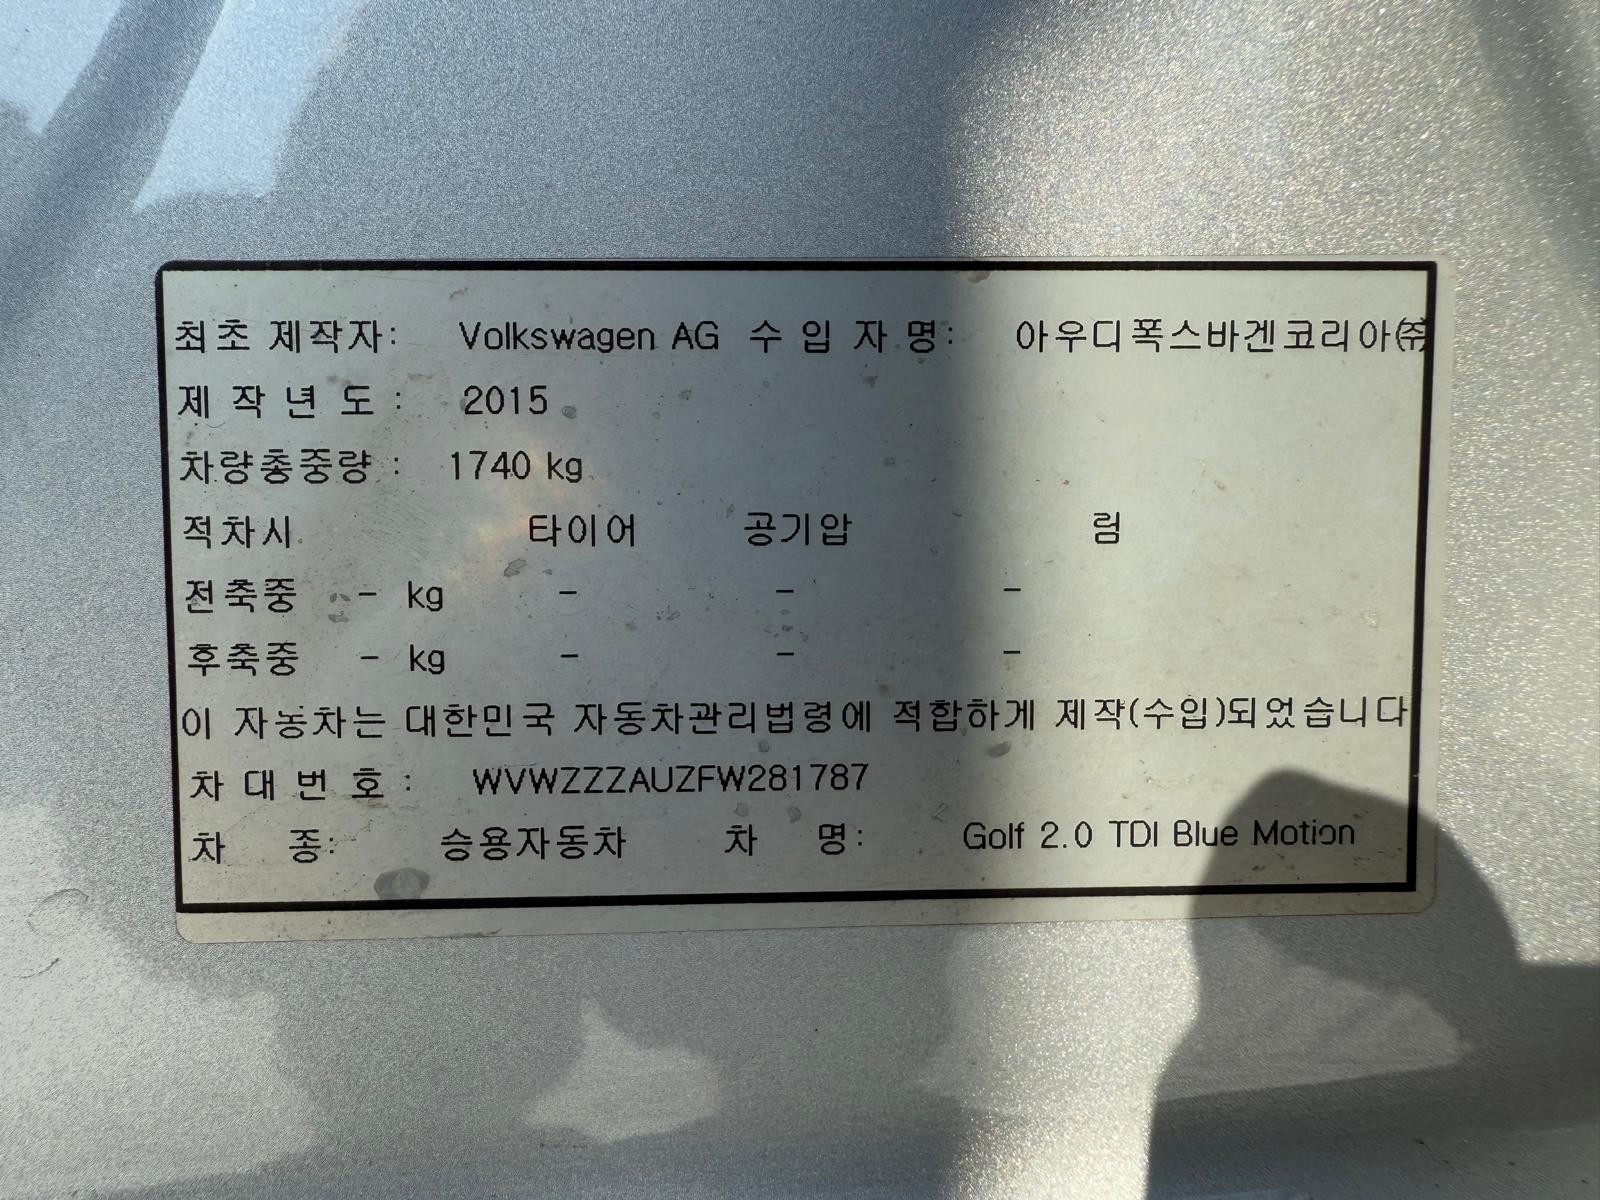 최초 제작자: Volkswagen AG 수 입 자 명: 아우디폭스바겐코리아㈜
제 작 년 도 : 2015
차량총중량 : 1740 kg
적차시 타이어 공기압 림
전축중 - kg - - -
후축중 - kg - - -
이 자동차는 대한민국 자동차관리법령에 적합하게 제작(수입)되었습니다
차 대 번 호 : WVWZZZAUZFW281787
차 종: 승용자동차 차 명: Golf 2.0 TDI Blue Motion